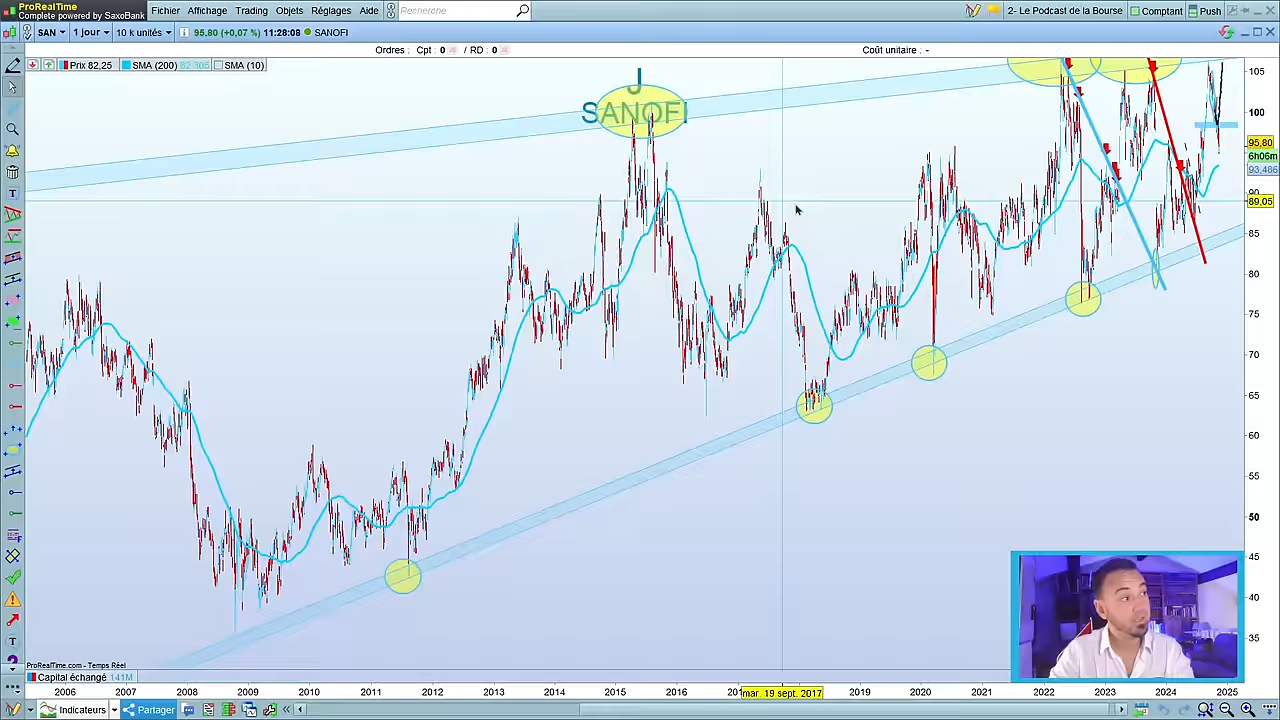 ProRealTime
Complete powered by SaxoBank
Fichier Affichage Trading Objets Réglages Aide Recherche 2- Le Podcast de la Bourse Comptant Push
SAN 1 jour 10 k unités 95,80 (+0,07 %) 11:28:08 SANOFI
Ordres : Cpt : 0 / RD : 0 Coût unitaire : -
Prix 82,25 SMA (200) 82,305 SMA (10)
J
SANOFI
105
100
95,80
6h06m
93,486
90
89,05
85
80
75
70
65
60
55
50
45
40
35
ProRealTime.com - Temps Réel
Capital échangé 141M
2006 2007 2008 2009 2010 2011 2012 2013 2014 2015 2016 201 mar. 19 sept. 2017 2019 2020 2021 2022 2023 2024 2025
Indicateurs Partager